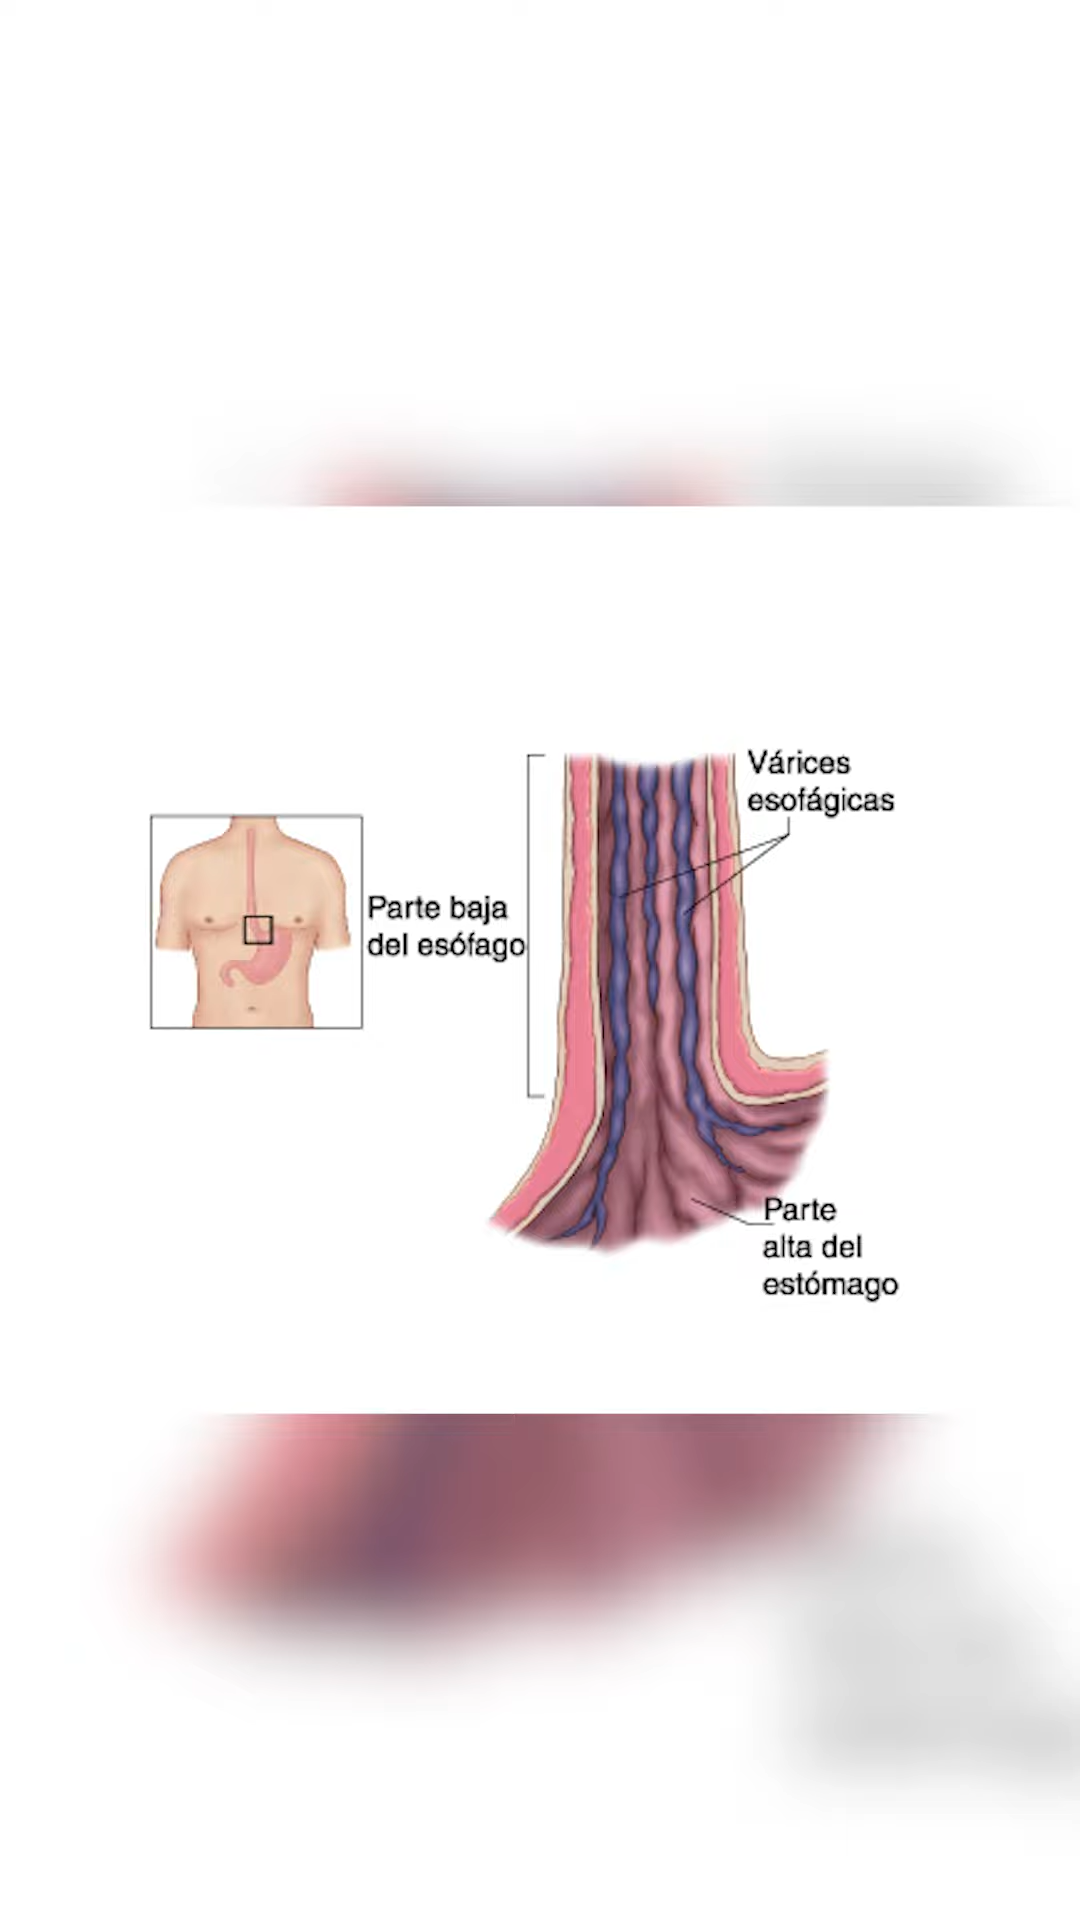 Várices
esofágicas
Parte baja
del esófago
Parte
alta del
estómago